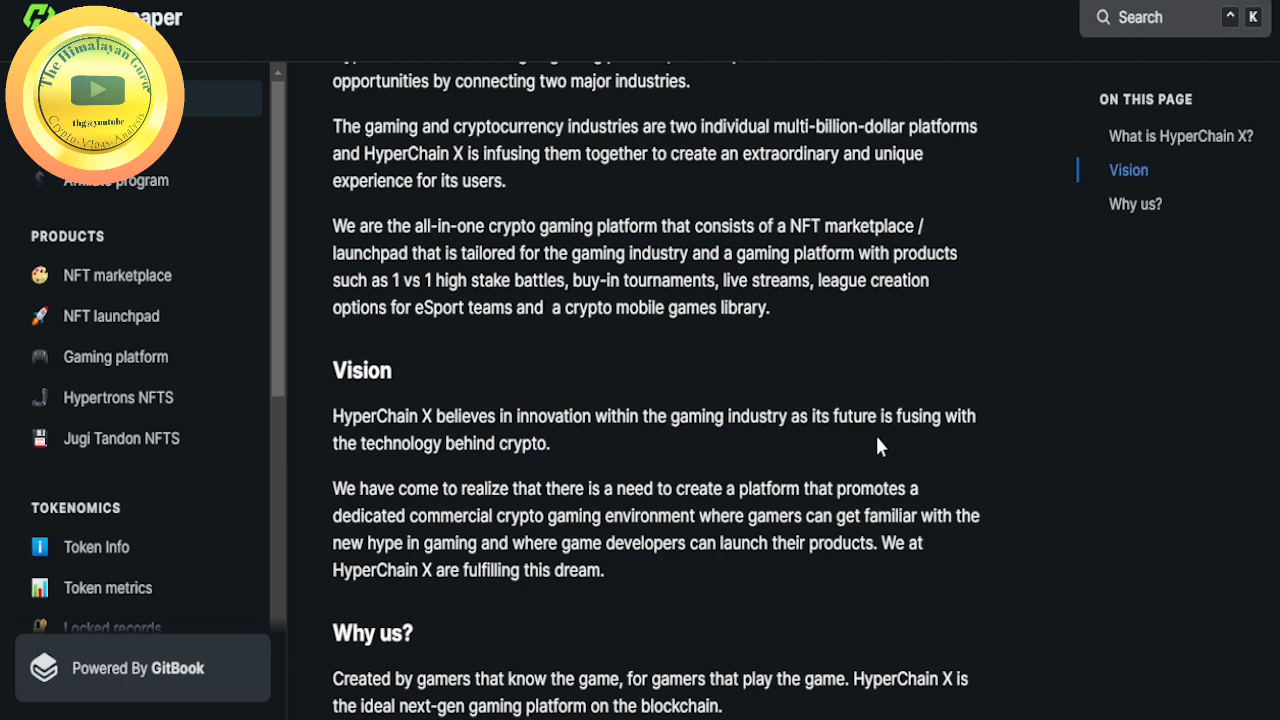 aper
Search
^
K
The Himalayan Guru
thg@youtube
Crypto-Vlogs-Analysis
program
PRODUCTS
NFT marketplace
NFT launchpad
Gaming platform
Hypertrons NFTS
Jugi Tandon NFTS
TOKENOMICS
Token Info
Token metrics
Locked records
Powered By GitBook
opportunities by connecting two major industries.
The gaming and cryptocurrency industries are two individual multi-billion-dollar platforms
and HyperChain X is infusing them together to create an extraordinary and unique
experience for its users.
We are the all-in-one crypto gaming platform that consists of a NFT marketplace /
launchpad that is tailored for the gaming industry and a gaming platform with products
such as 1 vs 1 high stake battles, buy-in tournaments, live streams, league creation
options for eSport teams and  a crypto mobile games library.
Vision
HyperChain X believes in innovation within the gaming industry as its future is fusing with
the technology behind crypto.
We have come to realize that there is a need to create a platform that promotes a
dedicated commercial crypto gaming environment where gamers can get familiar with the
new hype in gaming and where game developers can launch their products. We at
HyperChain X are fulfilling this dream.
Why us?
Created by gamers that know the game, for gamers that play the game. HyperChain X is
the ideal next-gen gaming platform on the blockchain.
ON THIS PAGE
What is HyperChain X?
Vision
Why us?